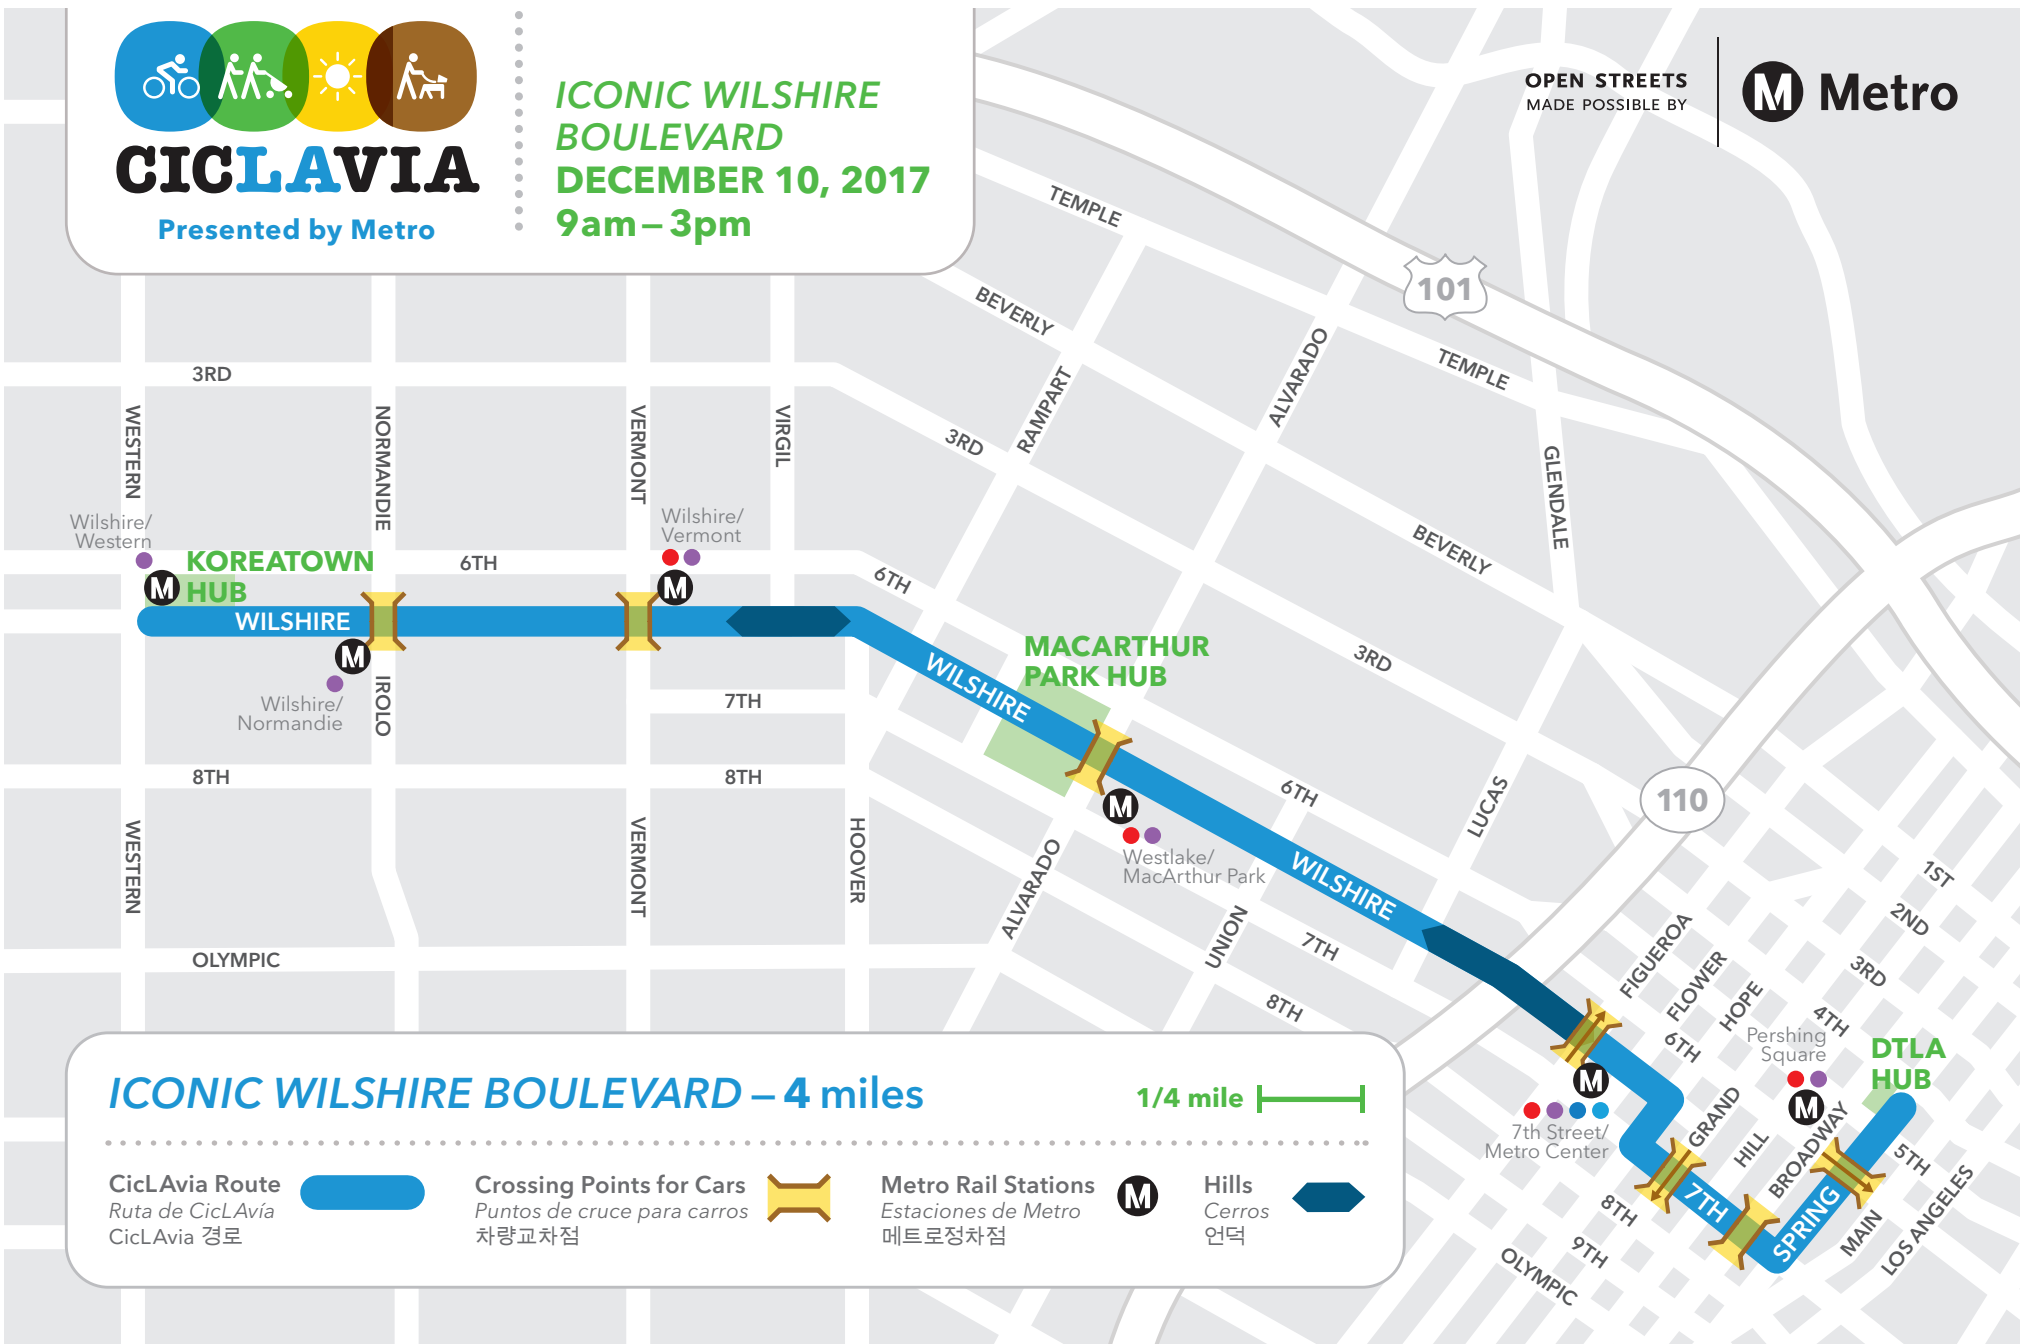 CICLAVIA
Presented by Metro
ICONIC WILSHIRE
BOULEVARD
DECEMBER 10, 2017
9am – 3pm
OPEN STREETS
MADE POSSIBLE BY
M Metro
TEMPLE
101
BEVERLY
TEMPLE
3RD
WESTERN
NORMANDIE
VERMONT
VIRGIL
3RD
RAMPART
ALVARADO
GLENDALE
Wilshire/
Western
M
KOREATOWN
HUB
6TH
Wilshire/
Vermont
M
6TH
BEVERLY
WILSHIRE
M
Wilshire/
Normandie
IROLO
7TH
WILSHIRE
MACARTHUR
PARK HUB
3RD
8TH
8TH
M
Westlake/
MacArthur Park
6TH
LUCAS
110
WESTERN
VERMONT
HOOVER
ALVARADO
UNION
WILSHIRE
7TH
8TH
OLYMPIC
1ST
2ND
3RD
4TH
FIGUEROA
FLOWER
HOPE
6TH
Pershing
Square
M
DTLA
HUB
M
7th Street/
Metro Center
GRAND
HILL
BROADWAY
5TH
7TH
SPRING
MAIN
LOS ANGELES
8TH
9TH
OLYMPIC
ICONIC WILSHIRE BOULEVARD – 4 miles
1/4 mile
CicLAvia Route
Ruta de CicLAvía
CicLAvia 경로
Crossing Points for Cars
Puntos de cruce para carros
차량교차점
Metro Rail Stations
Estaciones de Metro
메트로정차점
M
Hills
Cerros
언덕